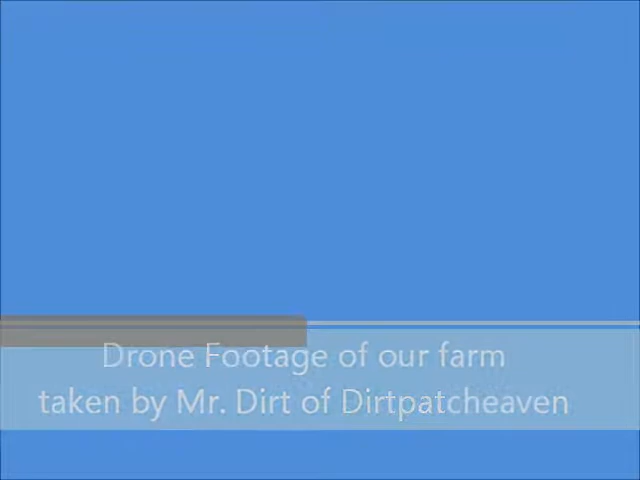 Drone Footage of our farm
taken by Mr. Dirt of Dirtpatcheaven